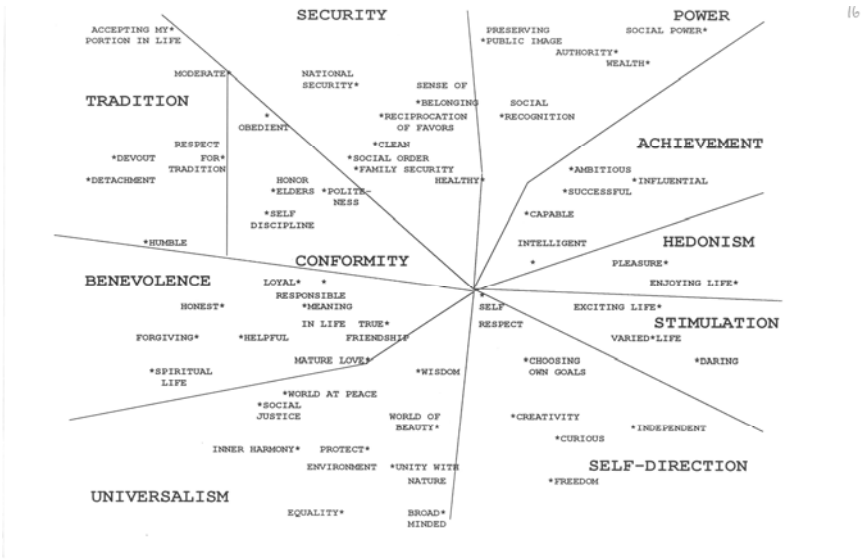 16
SECURITY
POWER
ACCEPTING MY*
PORTION IN LIFE
PRESERVING
*PUBLIC IMAGE
SOCIAL POWER*
AUTHORITY*
WEALTH*
MODERATE*
NATIONAL
SECURITY*
SENSE OF
*BELONGING
TRADITION
SOCIAL
*RECOGNITION
*
OBEDIENT
*RECIPROCATION
OF FAVORS
RESPECT
FOR*
TRADITION
*CLEAN
ACHIEVEMENT
*DEVOUT
*SOCIAL ORDER
*FAMILY SECURITY
*AMBITIOUS
*DETACHMENT
HONOR
*ELDERS
*POLITE-
NESS
HEALTHY*
*INFLUENTIAL
*SUCCESSFUL
*SELF
DISCIPLINE
*CAPABLE
*HUMBLE
INTELLIGENT
*
HEDONISM
CONFORMITY
PLEASURE*
BENEVOLENCE
LOYAL*
*
RESPONSIBLE
ENJOYING LIFE*
HONEST*
*MEANING
IN LIFE
*
SELF
RESPECT
EXCITING LIFE*
STIMULATION
TRUE*
FRIENDSHIP
FORGIVING*
*HELPFUL
VARIED*LIFE
MATURE LOVE*
*CHOOSING
OWN GOALS
*DARING
*SPIRITUAL
LIFE
*WISDOM
*WORLD AT PEACE
*SOCIAL
JUSTICE
WORLD OF
BEAUTY*
*CREATIVITY
*INDEPENDENT
*CURIOUS
INNER HARMONY*
PROTECT*
ENVIRONMENT
*UNITY WITH
NATURE
SELF-DIRECTION
*FREEDOM
UNIVERSALISM
EQUALITY*
BROAD*
MINDED